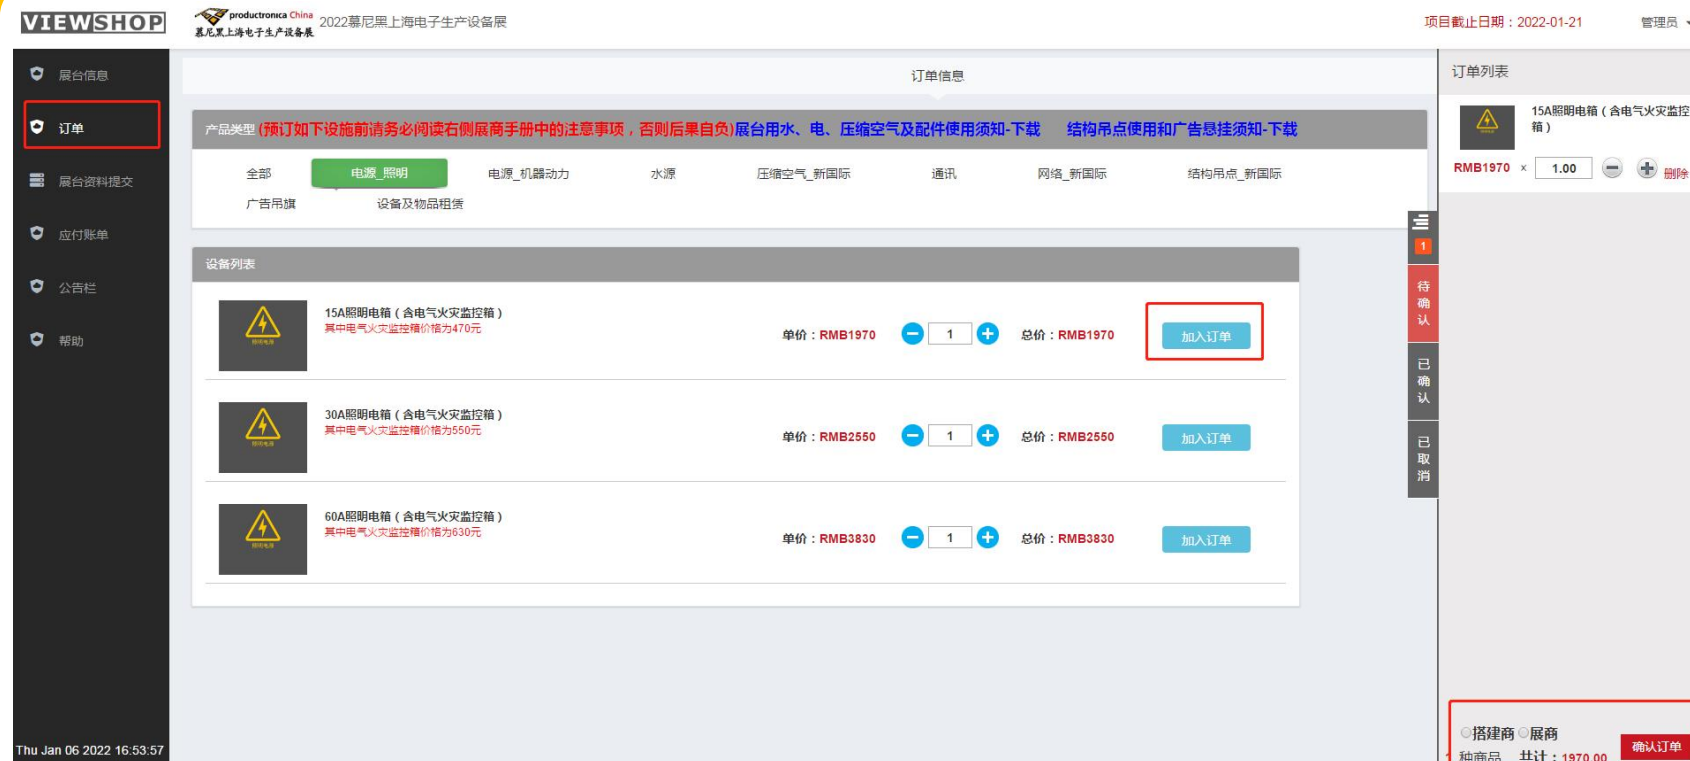 VIEWSHOP
productronica China
慕尼黑上海电子生产设备展
2022慕尼黑上海电子生产设备展
项目截止日期：2022-01-21
管理员
展台信息
订单
展台资料提交
应付账单
公告栏
帮助
Thu Jan 06 2022 16:53:57
订单信息
产品类型 (预订如下设施前请务必阅读右侧展商手册中的注意事项，否则后果自负)展台用水、电、压缩空气及配件使用须知-下载 结构吊点使用和广告悬挂须知-下载
全部 电源_照明 电源_机器动力 水源 压缩空气_新国际 通讯 网络_新国际 结构吊点_新国际
广告吊旗 设备及物品租赁
设备列表
15A照明电箱（含电气火灾监控箱）
其中电气火灾监控箱价格为470元
单价：RMB1970 1 总价：RMB1970 加入订单
30A照明电箱（含电气火灾监控箱）
其中电气火灾监控箱价格为550元
单价：RMB2550 1 总价：RMB2550 加入订单
60A照明电箱（含电气火灾监控箱）
其中电气火灾监控箱价格为630元
单价：RMB3830 1 总价：RMB3830 加入订单
1
待确认
已确认
已取消
订单列表
15A照明电箱（含电气火灾监控
箱）
RMB1970 × 1.00 删除
搭建商 展商
种商品 共计：1970.00 确认订单